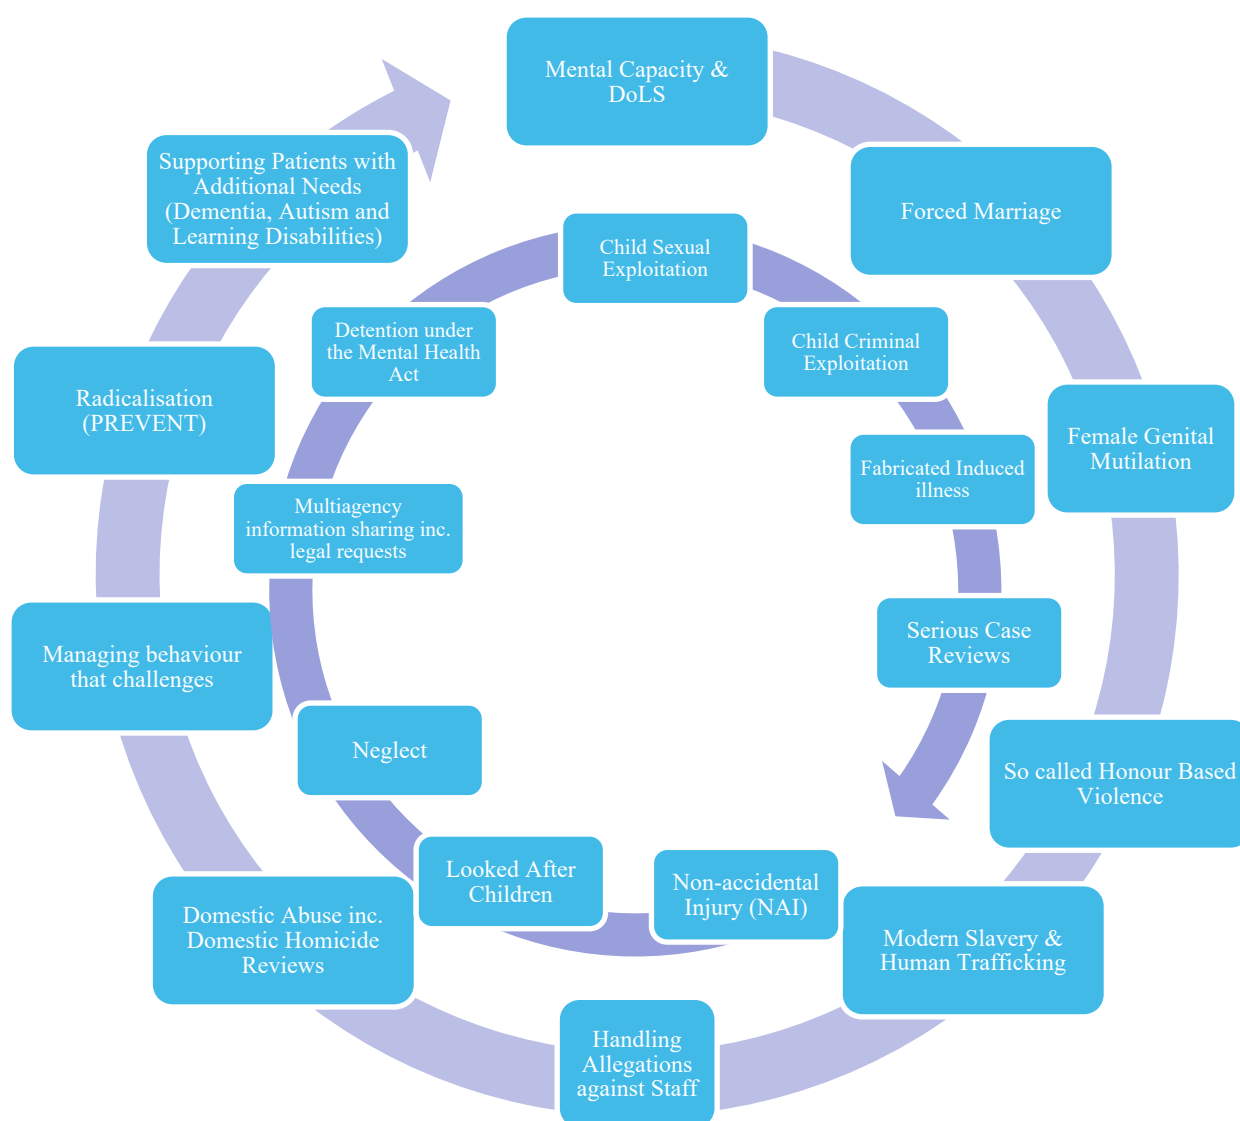 Mental Capacity &
DoLS
Forced Marriage
Female Genital
Mutilation
So called Honour Based
Violence
Modern Slavery &
Human Trafficking
Handling
Allegations
against Staff
Domestic Abuse inc.
Domestic Homicide
Reviews
Managing behaviour
that challenges
Radicalisation
(PREVENT)
Supporting Patients with
Additional Needs
(Dementia, Autism and
Learning Disabilities)
Child Sexual
Exploitation
Child Criminal
Exploitation
Fabricated Induced
illness
Serious Case
Reviews
Non-accidental
Injury (NAI)
Looked After
Children
Neglect
Multiagency
information sharing inc.
legal requests
Detention under
the Mental Health
Act